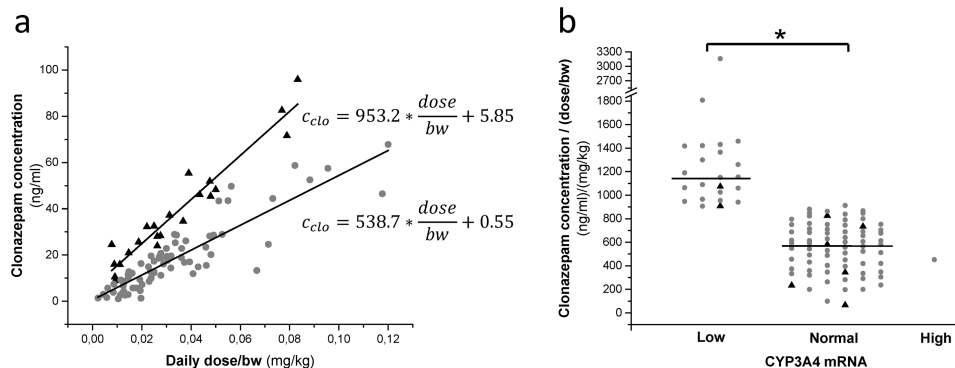 a
Clonazepam concentration
(ng/ml)
100
80
60
40
20
0
0,00
0,02
0,04
0,06
0,08
0,10
0,12
Daily dose/bw (mg/kg)
c_clo = 953.2 * dose/bw + 5.85
c_clo = 538.7 * dose/bw + 0.55
b
Clonazepam concentration / (dose/bw)
(ng/ml)/(mg/kg)
3300
3000
1400
1200
1000
800
600
400
200
0
*
Low
Normal
High
CYP3A4 mRNA